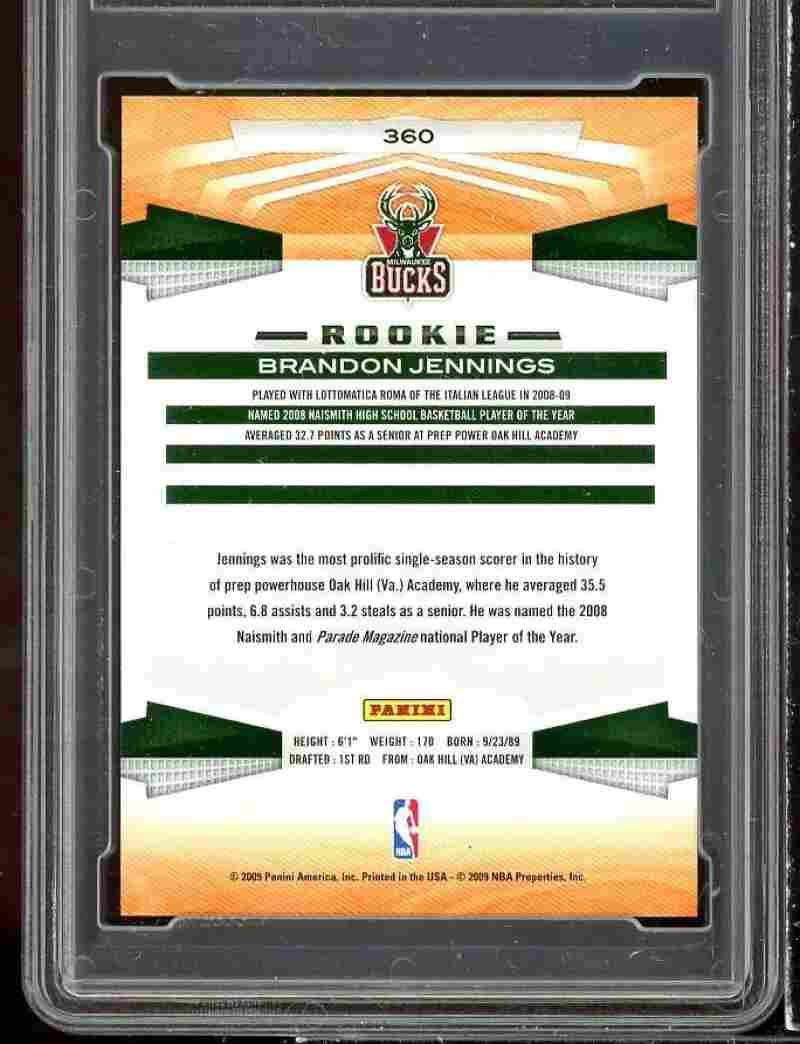 360
MILWAUKEE
BUCKS
ROOKIE
BRANDON JENNINGS
PLAYED WITH LOTTOMATICA ROMA OF THE ITALIAN LEAGUE IN 2008-09
NAMED 2008 NAISMITH HIGH SCHOOL BASKETBALL PLAYER OF THE YEAR
AVERAGED 32.7 POINTS AS A SENIOR AT PREP POWER OAK HILL ACADEMY
Jennings was the most prolific single-season scorer in the history
of prep powerhouse Oak Hill (Va.) Academy, where he averaged 35.5
points, 6.8 assists and 3.2 steals as a senior. He was named the 2008
Naismith and Parade Magazine national Player of the Year.
PANINI
HEIGHT : 6'1" WEIGHT : 170 BORN : 9/23/89
DRAFTED : 1ST RD FROM : OAK HILL (VA) ACADEMY
NBA
© 2009 Panini America, Inc. Printed in the USA - © 2009 NBA Properties, Inc.